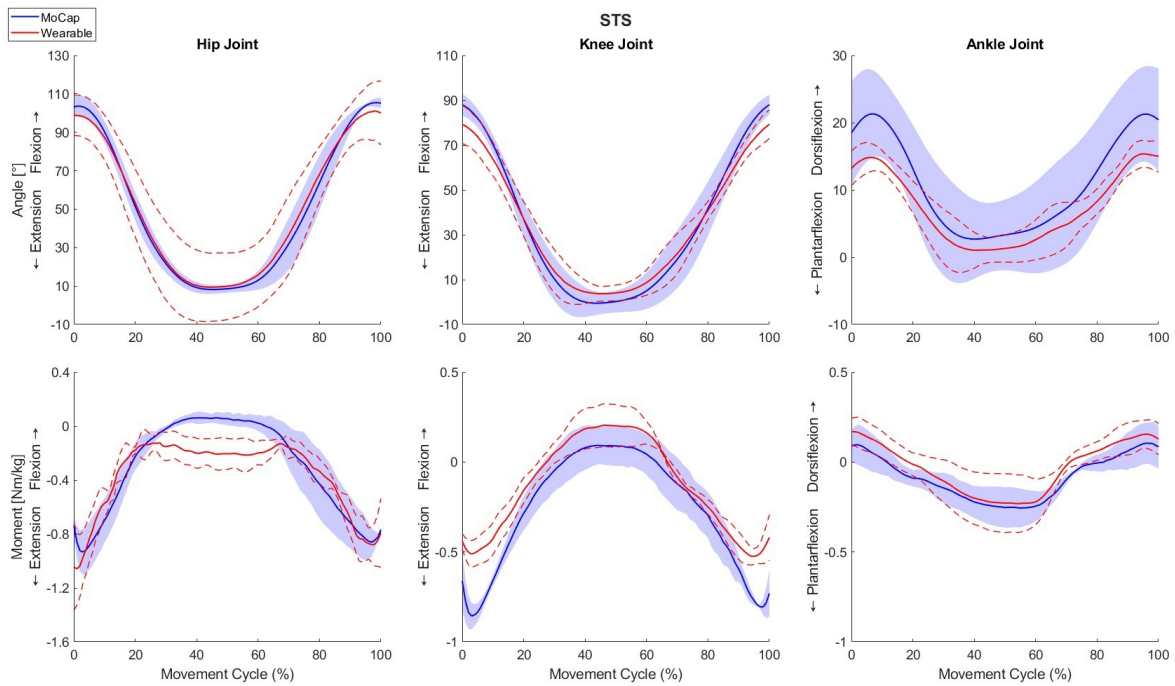 MoCap
Wearable
STS
Hip Joint
Knee Joint
Ankle Joint
130
110
90
70
50
30
10
-10
Angle [°]
← Extension Flexion →
0 20 40 60 80 100
110
90
70
50
30
10
-10
← Extension Flexion →
0 20 40 60 80 100
30
20
10
0
-10
← Plantarflexion Dorsiflexion →
0 20 40 60 80 100
0.4
0
-0.4
-0.8
-1.2
-1.6
Moment [Nm/kg]
← Extension Flexion →
0 20 40 60 80 100
Movement Cycle (%)
0.5
0
-0.5
-1
← Extension Flexion →
0 20 40 60 80 100
Movement Cycle (%)
0.5
0
-0.5
-1
← Plantarflexion Dorsiflexion →
0 20 40 60 80 100
Movement Cycle (%)